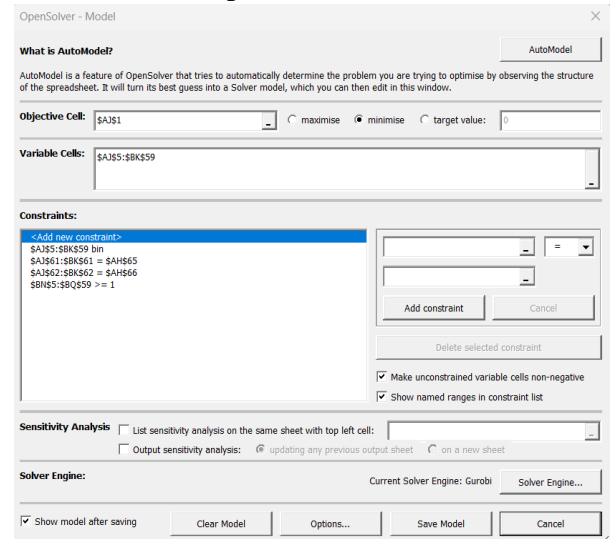 OpenSolver - Model
What is AutoModel?
AutoModel
AutoModel is a feature of OpenSolver that tries to automatically determine the problem you are trying to optimise by observing the structure
of the spreadsheet. It will turn its best guess into a Solver model, which you can then edit in this window.
Objective Cell: $AJ$1 _ maximise minimise target value: 0
Variable Cells: $AJ$5:$BK$59
_
Constraints:
<Add new constraint>
$AJ$5:$BK$59 bin
$AJ$61:$BK$61 = $AH$65
$AJ$62:$BK$62 = $AH$66
$BN$5:$BQ$59 >= 1
_ =
_
Add constraint Cancel
Delete selected constraint
Make unconstrained variable cells non-negative
Show named ranges in constraint list
Sensitivity Analysis List sensitivity analysis on the same sheet with top left cell: _
Output sensitivity analysis: updating any previous output sheet on a new sheet
Solver Engine:
Current Solver Engine: Gurobi Solver Engine...
Show model after saving Clear Model Options... Save Model Cancel